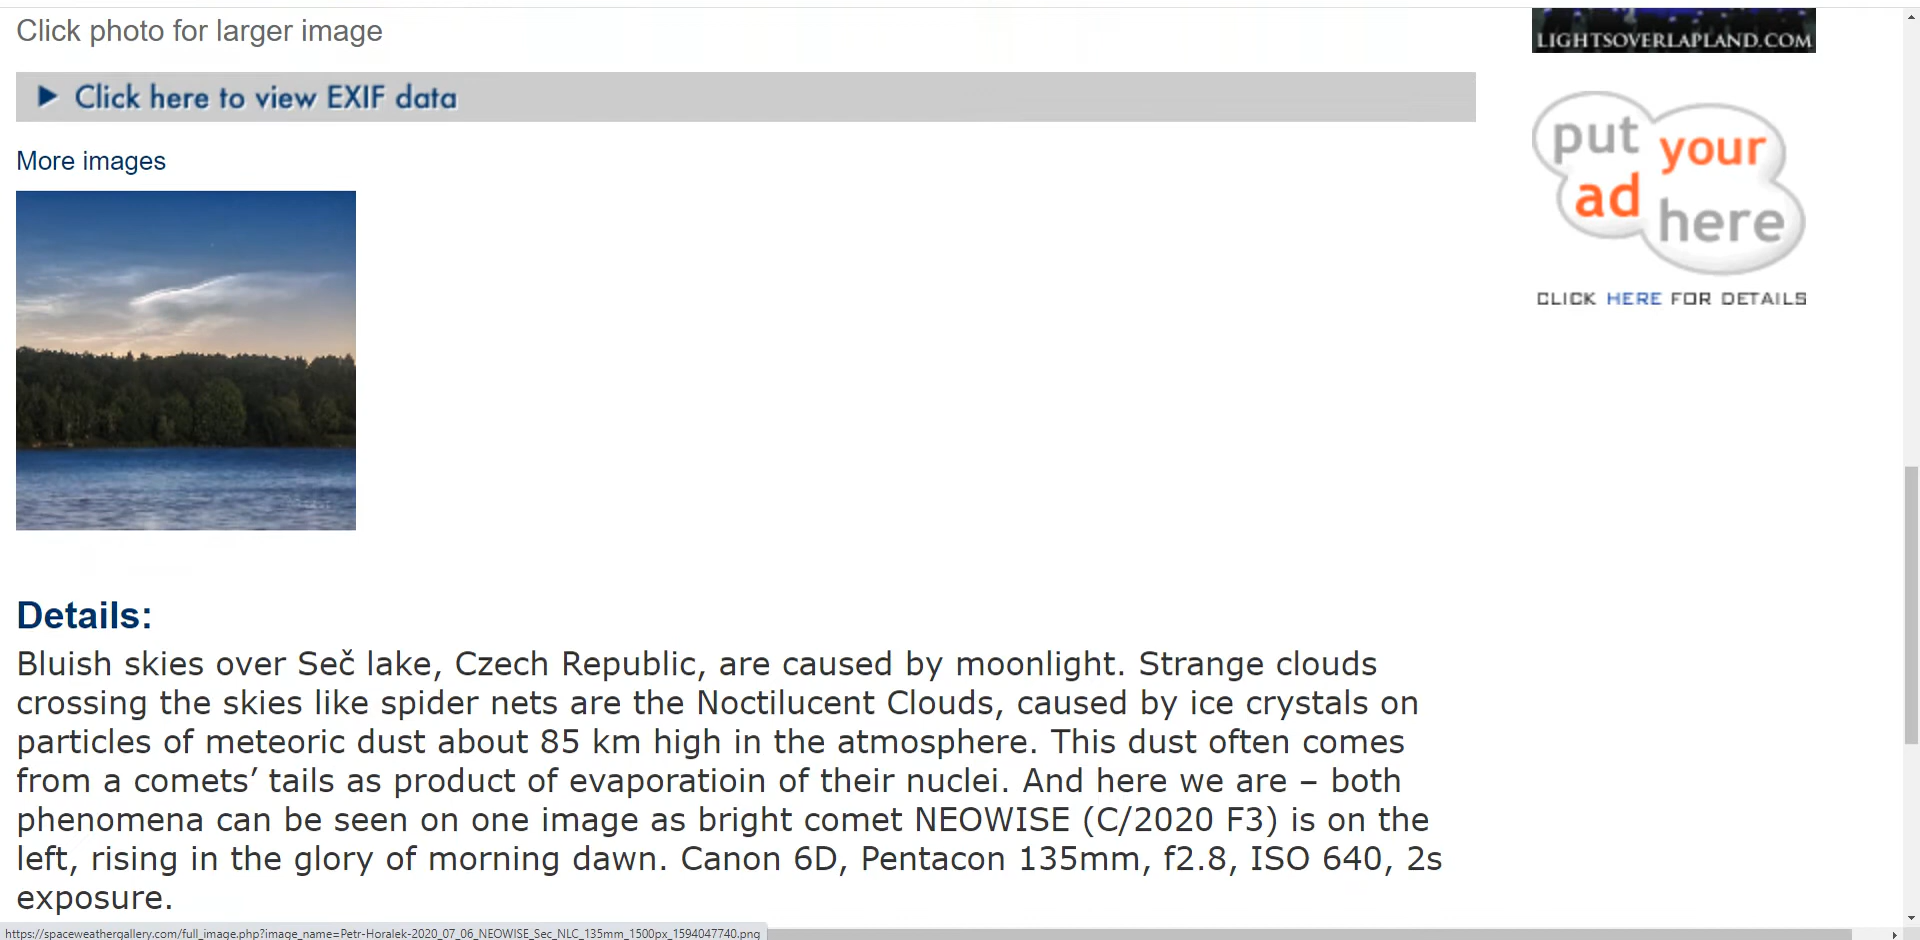 Click photo for larger image
LIGHTSOVERLAPLAND.COM
Click here to view EXIF data
put your
ad here
CLICK HERE FOR DETAILS
More images
Details:
Bluish skies over Seč lake, Czech Republic, are caused by moonlight. Strange clouds
crossing the skies like spider nets are the Noctilucent Clouds, caused by ice crystals on
particles of meteoric dust about 85 km high in the atmosphere. This dust often comes
from a comets’ tails as product of evaporatioin of their nuclei. And here we are – both
phenomena can be seen on one image as bright comet NEOWISE (C/2020 F3) is on the
left, rising in the glory of morning dawn. Canon 6D, Pentacon 135mm, f2.8, ISO 640, 2s
exposure.
https://spaceweathergallery.com/full_image.php?image_name=Petr-Horalek-2020_07_06_NEOWISE_Sec_NLC_135mm_1500px_1594047740.png